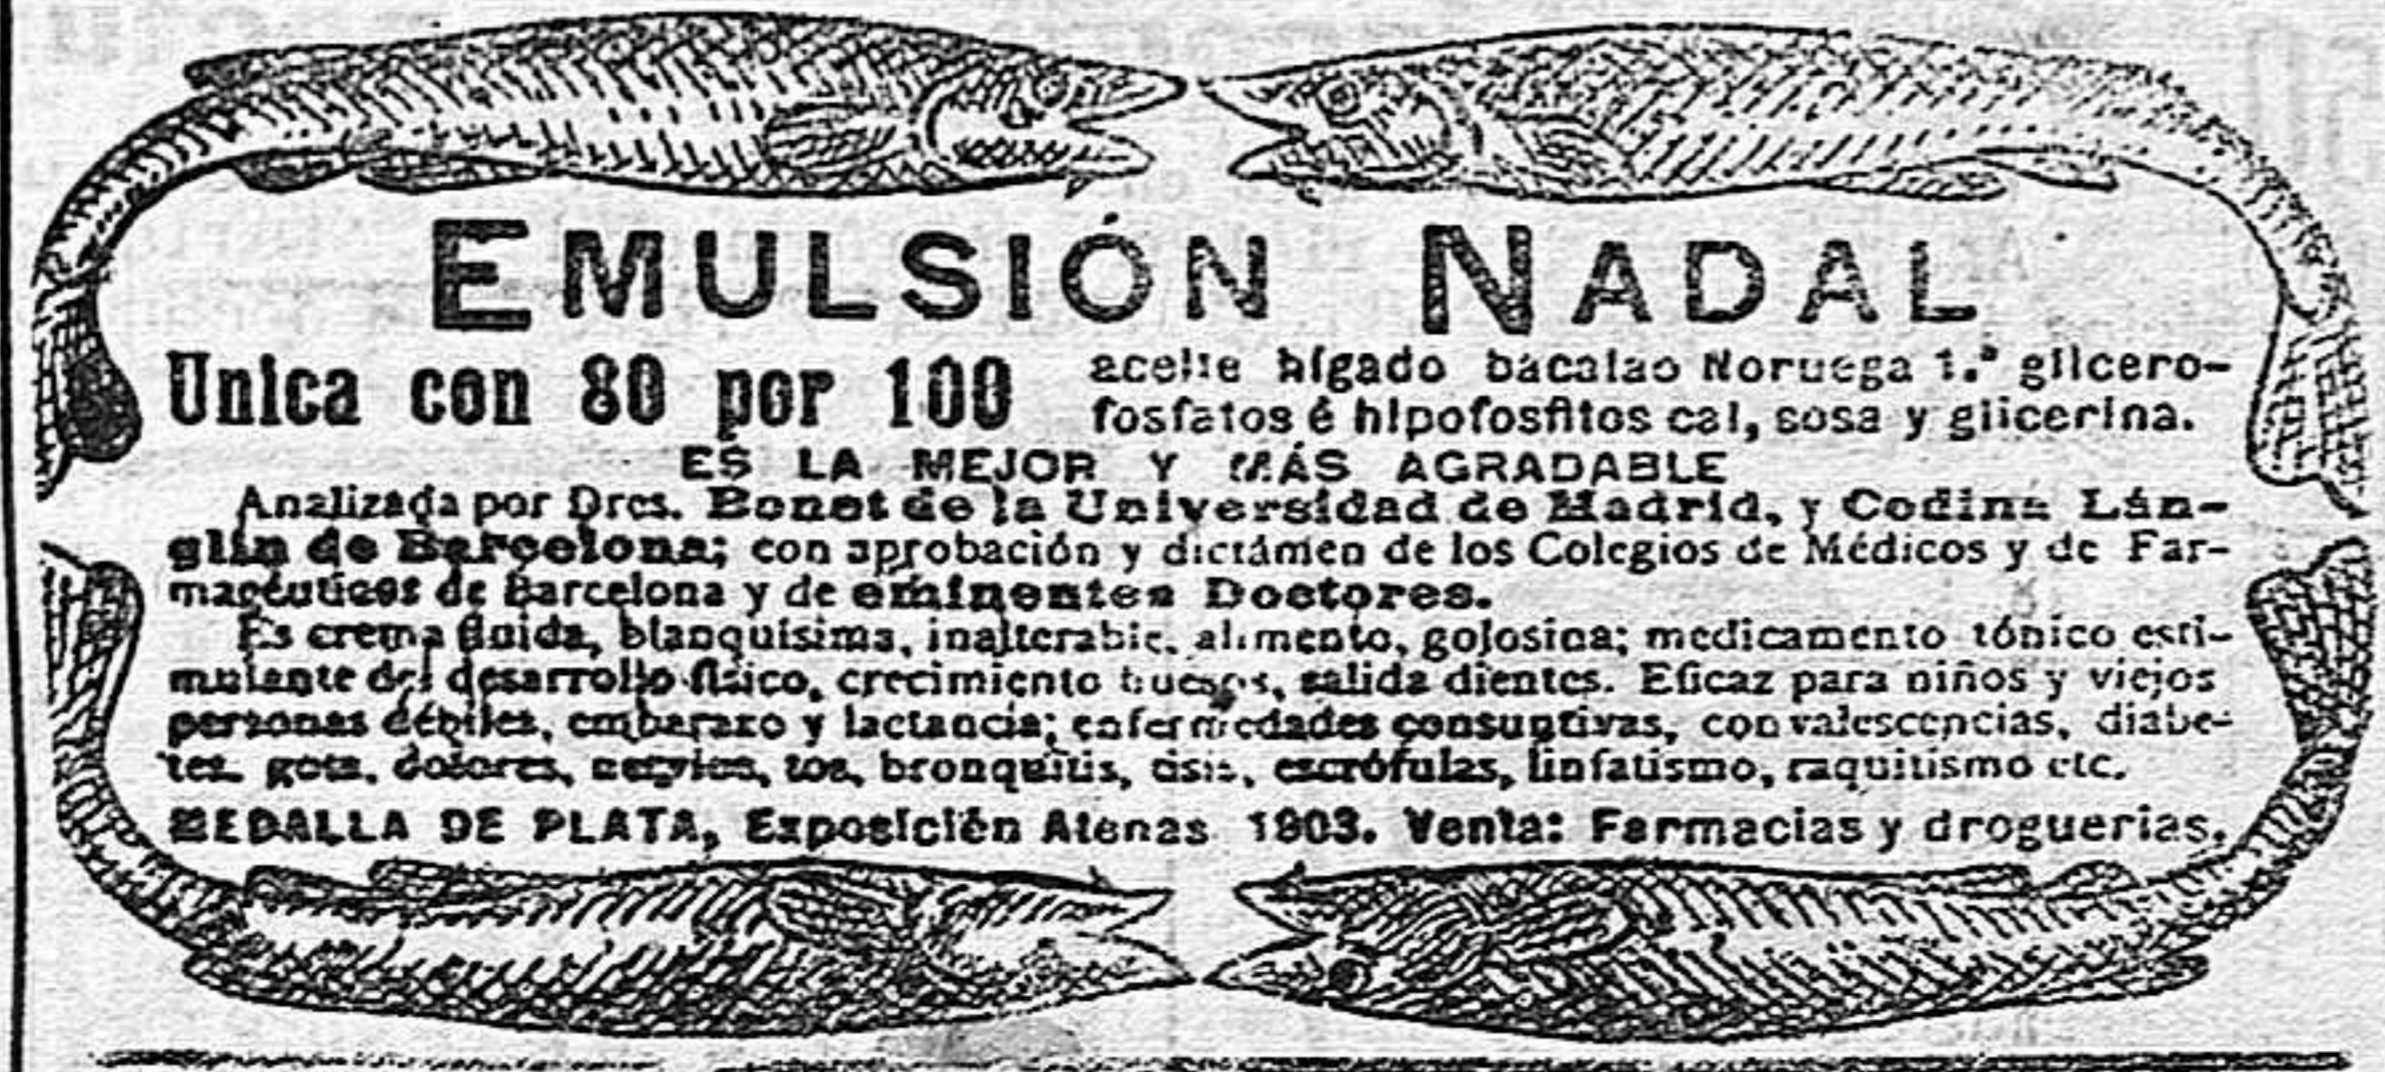 EMULSIÓN NADAL
Unica con 80 por 100 aceite hígado bacalao Noruega 1.ª glicero-
fosfatos é hipofosfitos cal, sosa y glicerina.
ES LA MEJOR Y MÁS AGRADABLE
Analizada por Dres. Bonet de la Universidad de Madrid, y Codina Lán-
glin de Barcelona; con aprobación y dictámen de los Colegios de Médicos y de Far-
macéuticos de Barcelona y de eminentes Doctores.
Es crema fluida, blanquísima, inalterable, alimento, golosina; medicamento tónico esti-
mulante del desarrollo físico, crecimiento huesos, salida dientes. Eficaz para niños y viejos
personas débiles, embarazo y lactancia; enfermedades consuntivas, convalescencias, diabe-
tes, gota, dolores, nervios, tos, bronquitis, tisis, escrófulas, linfatismo, raquitismo etc.
MEDALLA DE PLATA, Exposición Atenas 1903. Venta: Farmacias y droguerias.